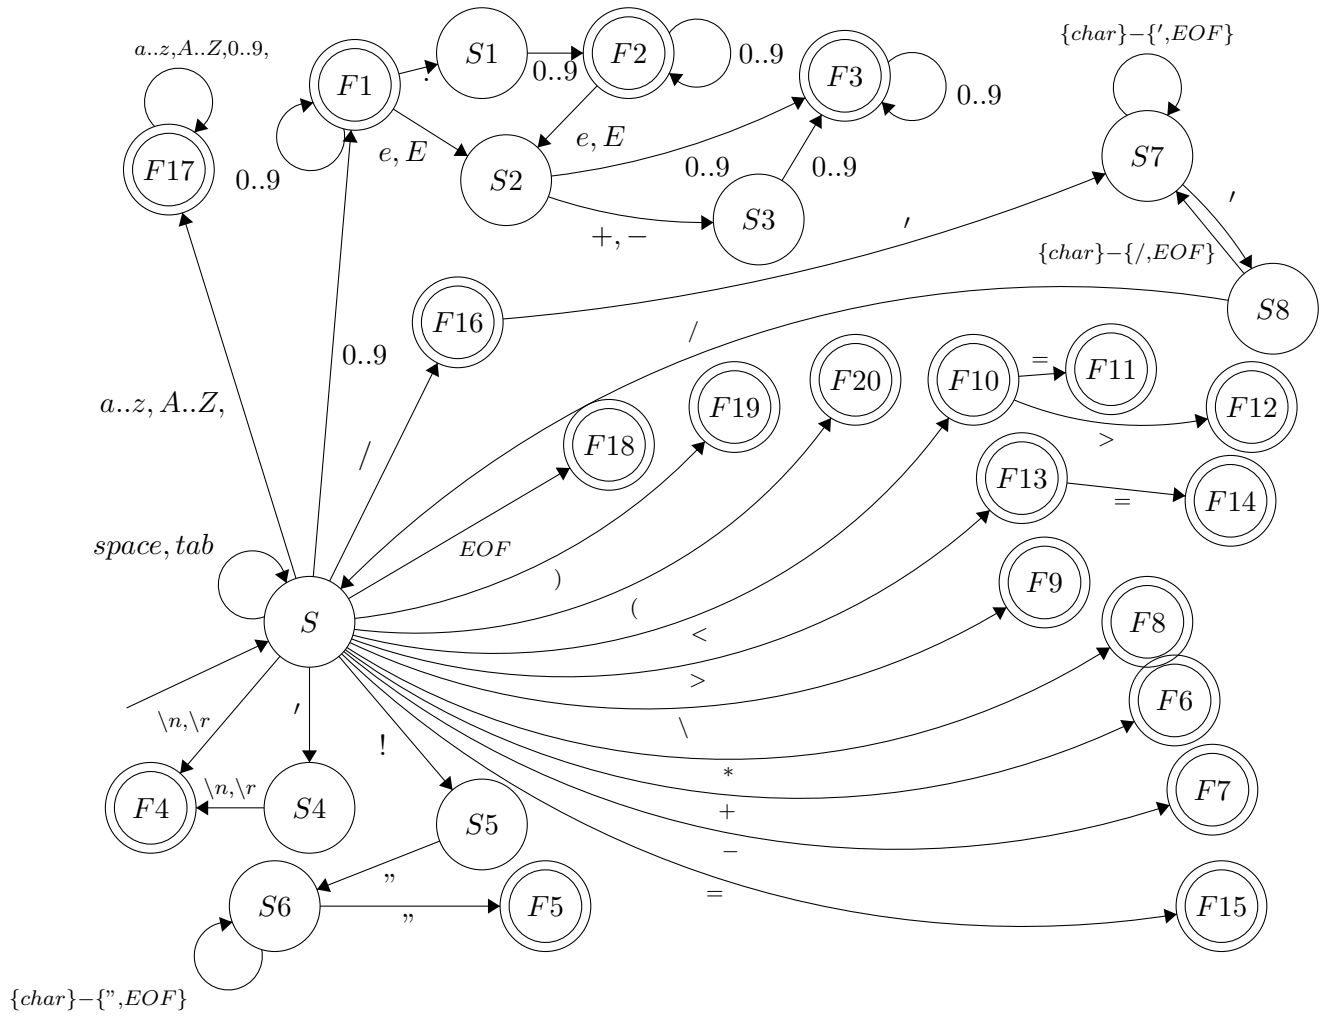 a..z,A..Z,0..9,
F17
F1
0..9
.
S1
0..9
F2
0..9
e, E
e, E
S2
F3
0..9
0..9
0..9
+, −
S3
{char}−{′,EOF}
S7
′
{char}−{/,EOF}
S8
′
F16
/
0..9
a..z, A..Z,
/
F18
F19
F20
F10
=
F11
>
F12
F13
=
F14
EOF
)
(
<
>
\
*
+
−
=
space, tab
S
F9
F8
F6
F7
F15
\n,\r
′
!
F4
\n,\r
S4
S5
”
S6
”
F5
{char}−{”,EOF}